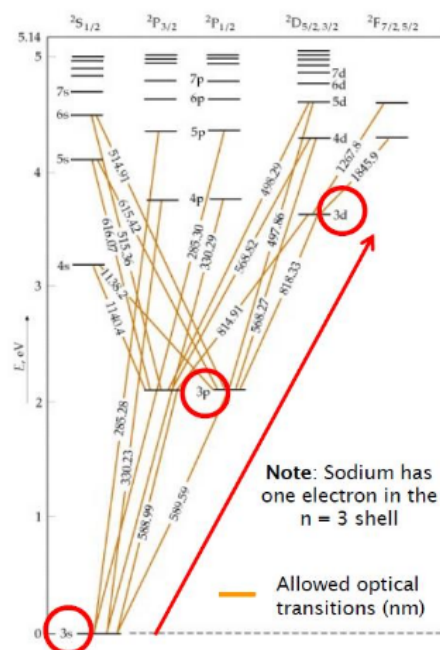 ²S₁/₂ ²P₃/₂ ²P₁/₂ ²D₅/₂,₃/₂ ²F₇/₂,₅/₂
5.14
5
7s
6s
7p
6p
7d
6d
5d
5p
4d
5s
4
4p
3d
4s
3
514.91
615.42
515.36
616.07
1138.2
1140.4
285.30
330.29
498.29
568.82
497.86
1267.8
1845.9
814.91
568.27
818.33
E, eV
3p
2
285.28
330.23
588.99
589.59
Note: Sodium has
one electron in the
n = 3 shell
1
Allowed optical
transitions (nm)
3s
0